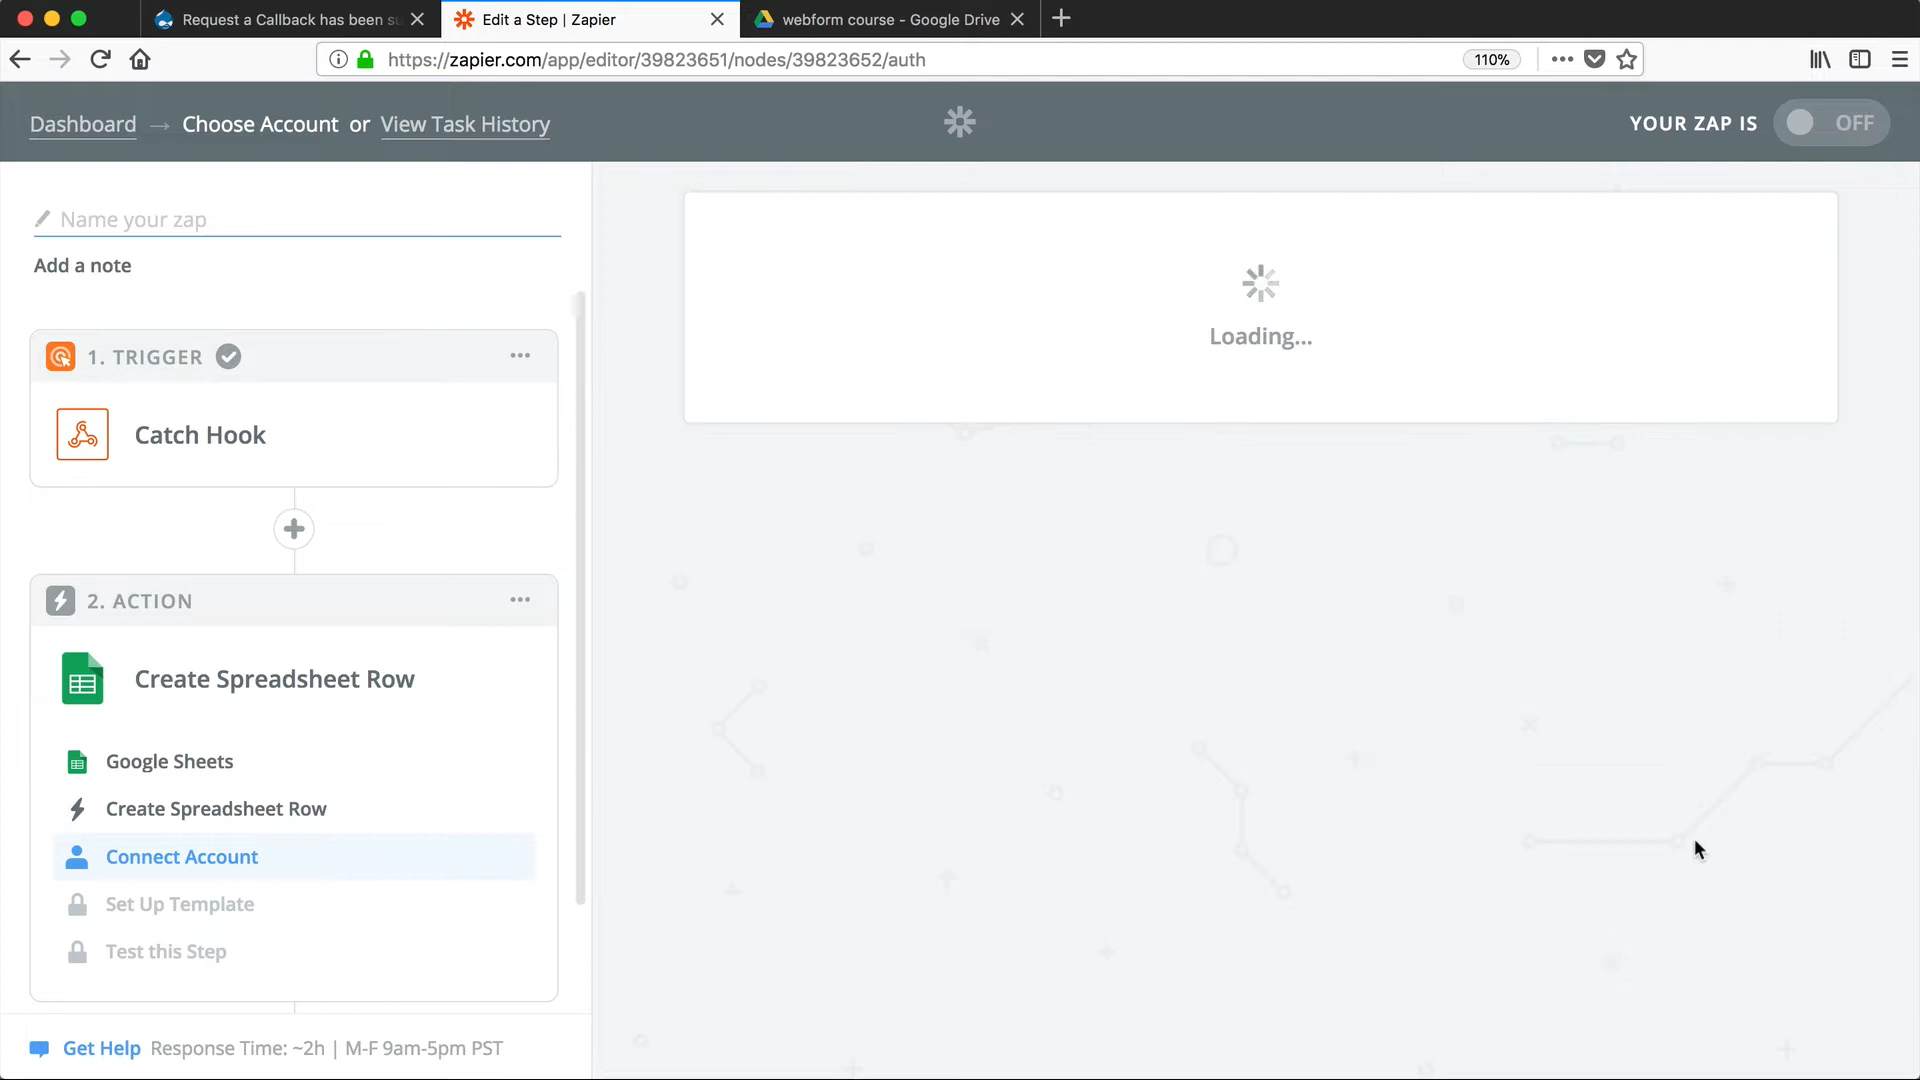 Request a Callback has been su
Edit a Step | Zapier
webform course - Google Drive
https://zapier.com/app/editor/39823651/nodes/39823652/auth
110%
Dashboard → Choose Account or View Task History
YOUR ZAP IS OFF
Name your zap
Add a note
1. TRIGGER
Catch Hook
2. ACTION
Create Spreadsheet Row
Google Sheets
Create Spreadsheet Row
Connect Account
Set Up Template
Test this Step
Get Help Response Time: ~2h | M-F 9am-5pm PST
Loading...